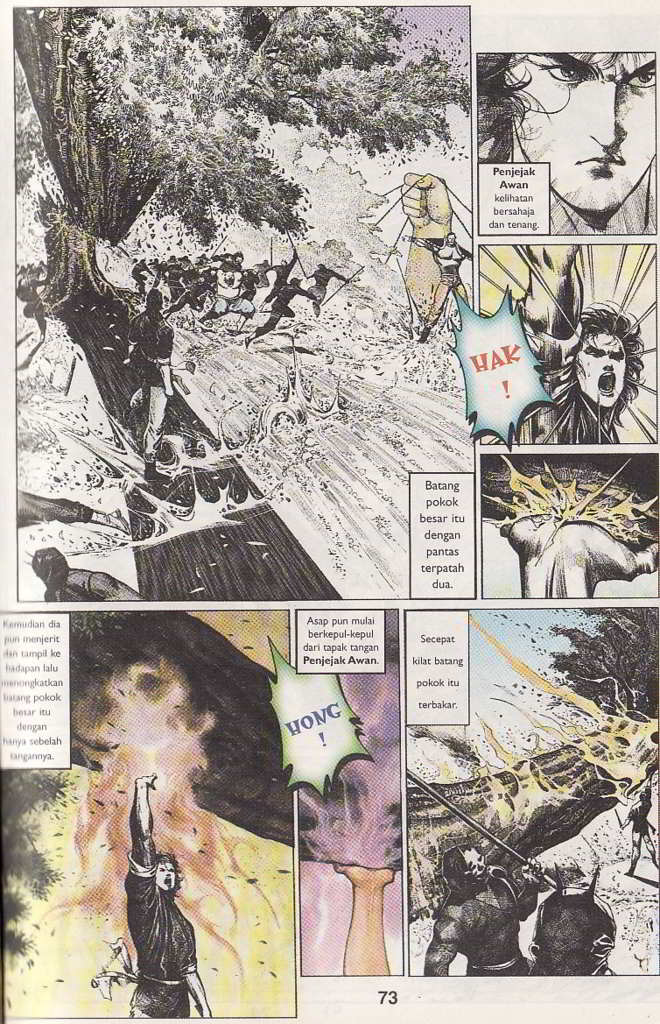 Penjejak
Awan
kelihatan
bersahaja
dan tenang.
HAK
!
Batang
pokok
besar itu
dengan
pantas
terpatah
dua.
Kemudian dia
pun menjerit
dan tampil ke
hadapan lalu
menongkatkan
batang pokok
besar itu
dengan
hanya sebelah
tangannya.
Asap pun mulai
berkepul-kepul
dari tapak tangan
Penjejak Awan.
HONG
!
Secepat
kilat batang
pokok itu
terbakar.
73